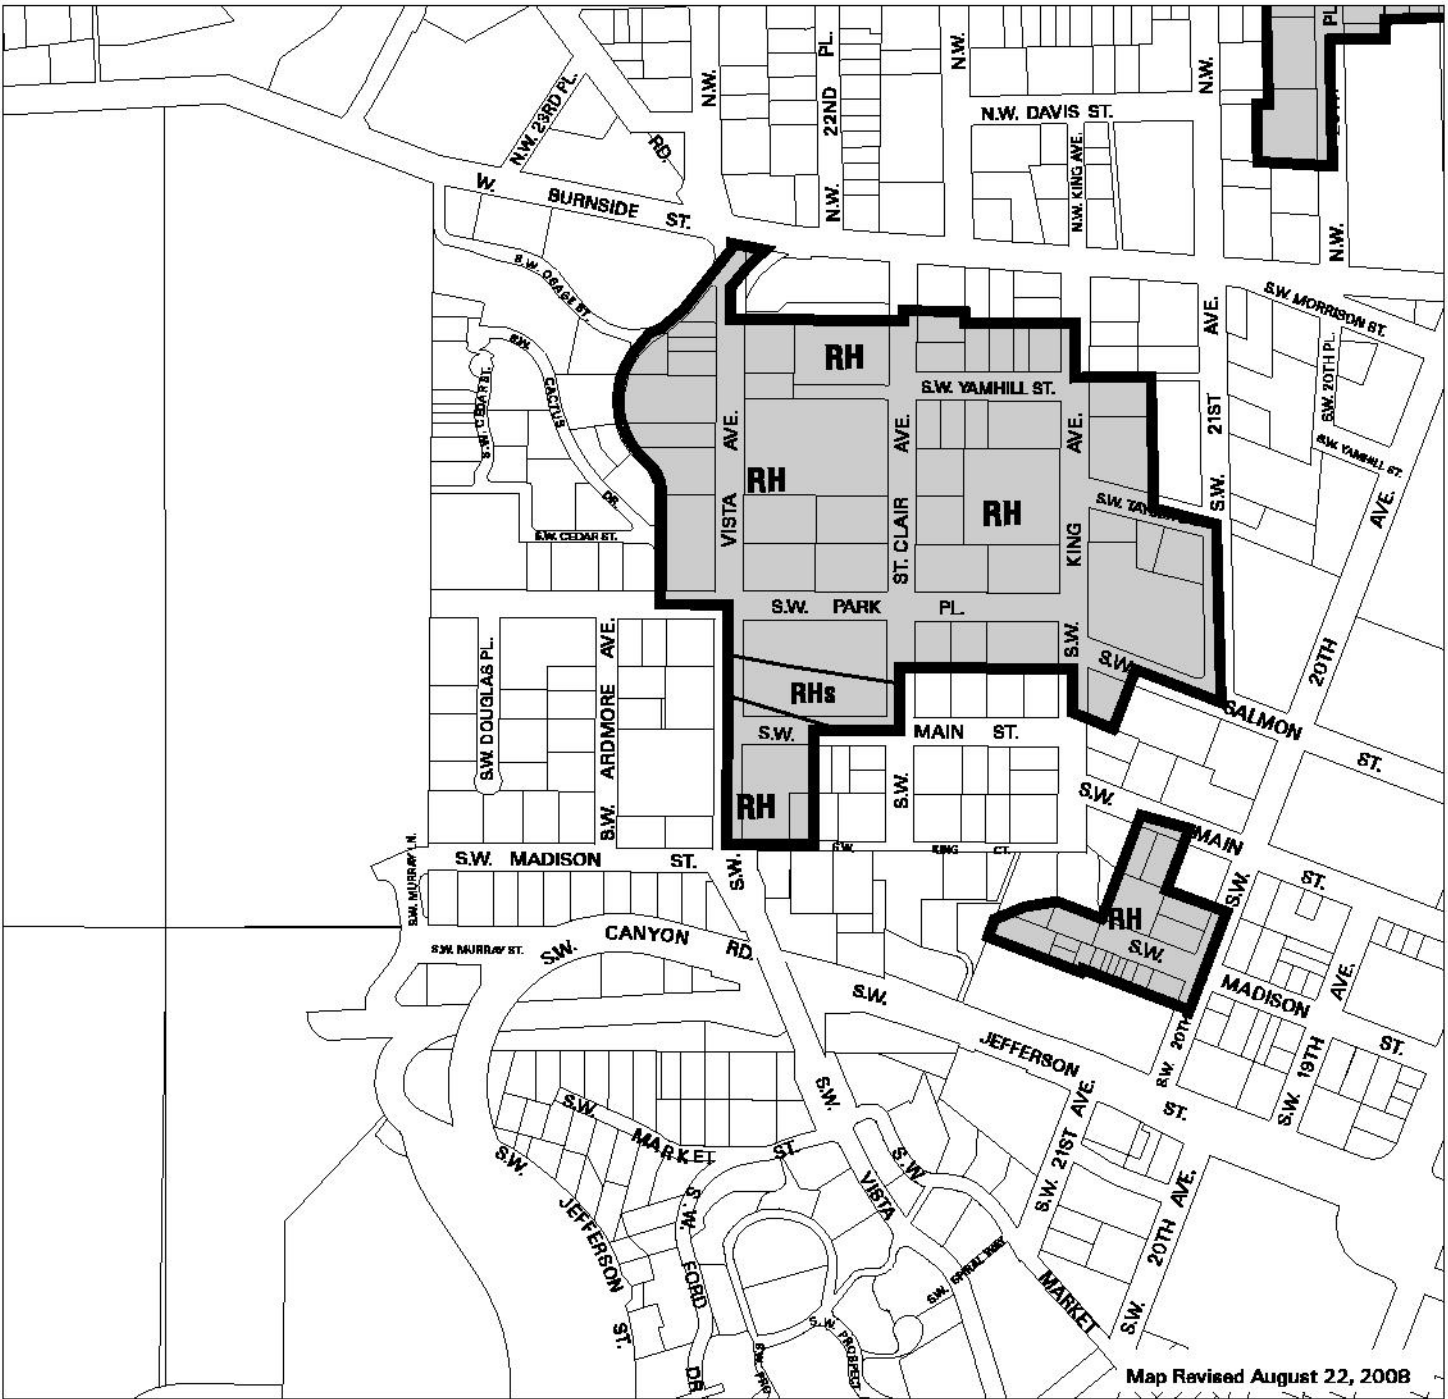 PL.
N.W.
22ND PL.
N.W.
N.W.
N.W. DAVIS ST.
N.W. 23RD PL.
RD.
N.W.
N.W. KING AVE.
W. BURNSIDE ST.
N.W.
S.W. OSAGE ST.
S.W. MORRISON ST.
AVE.
S.W. 20TH PL.
S.W. CACTUS DR.
S.W. CEDAR ST.
RH
S.W. YAMHILL ST.
21ST
AVE.
AVE.
AVE.
S.W. YAMHILL ST.
RH
RH
S.W.
VISTA
ST. CLAIR
KING
AVE.
S.W. CEDAR ST.
S.W. PARK PL.
S.W. DOUGLAS PL.
S.W. ARDMORE AVE.
S.W.
S.W.
20TH
RHs
SALMON ST.
S.W. MAIN ST.
S.W.
RH
S.W. MAIN ST.
S.W. KING CT.
S.W. MURRAY LN.
S.W. MADISON ST.
S.W.
S.W.
RH
S.W. MURRAY ST.
S.W. CANYON RD.
S.W.
MADISON ST.
AVE.
S.W. JEFFERSON ST.
S.W. 20TH
S.W. 19TH
S.W. MARKET ST.
S.W.
S.W. 21ST AVE.
S.W.
VISTA
S.W. JEFFERSON ST.
S.W. FORD DR.
S.W. SPIRAL WAY
MARKET
S.W. 20TH AVE.
S.W. PROSPECT
Map Revised August 22, 2008